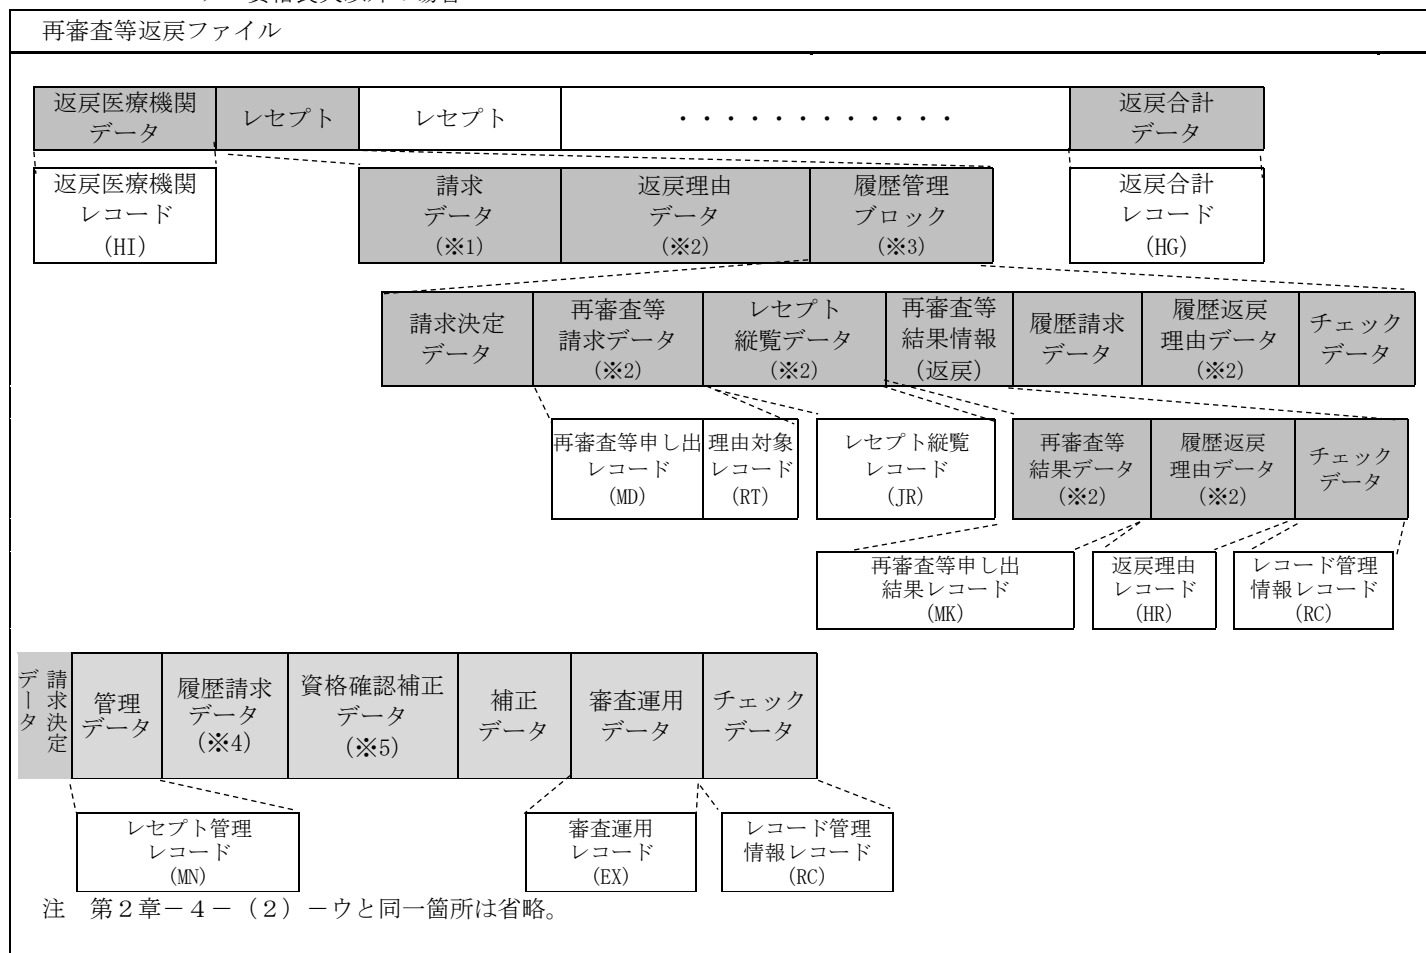 再審査等返戻ファイル
返戻医療機関
データ
レセプト
レセプト
・・・・・・・・・・・・
返戻合計
データ
返戻医療機関
レコード
(HI)
請求
データ
(※1)
返戻理由
データ
(※2)
履歴管理
ブロック
(※3)
返戻合計
レコード
(HG)
請求決定
データ
再審査等
請求データ
(※2)
レセプト
縦覧データ
(※2)
再審査等
結果情報
(返戻)
履歴請求
データ
履歴返戻
理由データ
(※2)
チェック
データ
再審査等申し出
レコード
(MD)
理由対象
レコード
(RT)
レセプト縦覧
レコード
(JR)
再審査等
結果データ
(※2)
履歴返戻
理由データ
(※2)
チェック
データ
再審査等申し出
結果レコード
(MK)
返戻理由
レコード
(HR)
レコード管理
情報レコード
(RC)
請求決定
データ
管理
データ
履歴請求
データ
(※4)
資格確認補正
データ
(※5)
補正
データ
審査運用
データ
チェック
データ
レセプト管理
レコード
(MN)
審査運用
レコード
(EX)
レコード管理
情報レコード
(RC)
注　第２章－４－（２）－ウと同一箇所は省略。